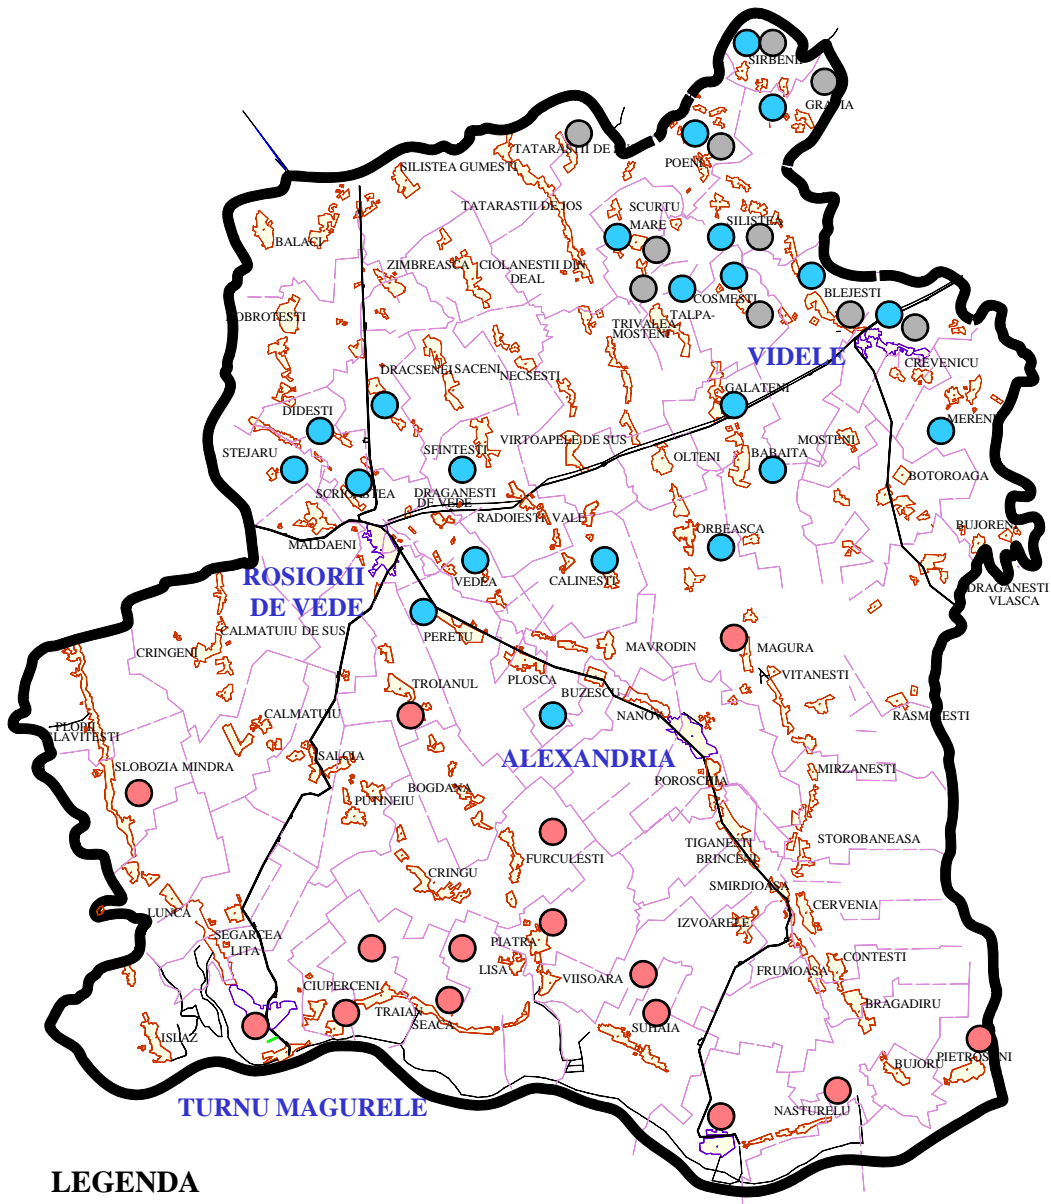 SIRBENII
GRATIA
TATARASTII DE
POENI
SILISTEA GUMESTI
TATARASTII DE JOS
SCURTU
MARE
SILISTEA
BALACI
ZIMBREASCA
CIOLANESTII DIN
DEAL
COSMESTI
BLEJESTI
DOBROTESTI
TRIVALEA-
MOSTENI
TALPA-
VIDELE
CREVENICU
DRACSENEI
SACENI
NECSESTI
GALATENI
DIDESTI
MERENI
STEJARU
SFINTESTI
VIRTOAPELE DE SUS
OLTENI
BABAITA
MOSTENI
BOTOROAGA
SCRIOASTEA
DRAGANESTI
DE VEDE
RADOIESTI VALE
ORBEASCA
BUJORENI
MALDAENI
ROSIORII
DE VEDE
VEDEA
CALINESTI
DRAGANESTI
VLASCA
CALMATUIU DE SUS
PERETU
CRINGENI
MAVRODIN
MAGURA
TROIANUL
PLOSCA
BUZESCU
VITANESTI
CALMATUIU
NANOV
RASMIRESTI
PLOPII
SLAVITESTI
SLOBOZIA MINDRA
SALCIA
ALEXANDRIA
POROSCHIA
MIRZANESTI
BOGDANA
PUTINEIU
TIGANESTI
STOROBANEASA
FURCULESTI
BRINCENI
CRINGU
SMIRDIOASA
CERVENIA
LUNCA
IZVOARELE
SEGARCEA
LITA
PIATRA
LISA
VIISOARA
FRUMOASA
CONTESTI
CIUPERCENI
TRAIAN
SEACA
SUHAIA
BRAGADIRU
ISLAZ
BUJORU
PIETROSANI
TURNU MAGURELE
NASTURELU
LEGENDA